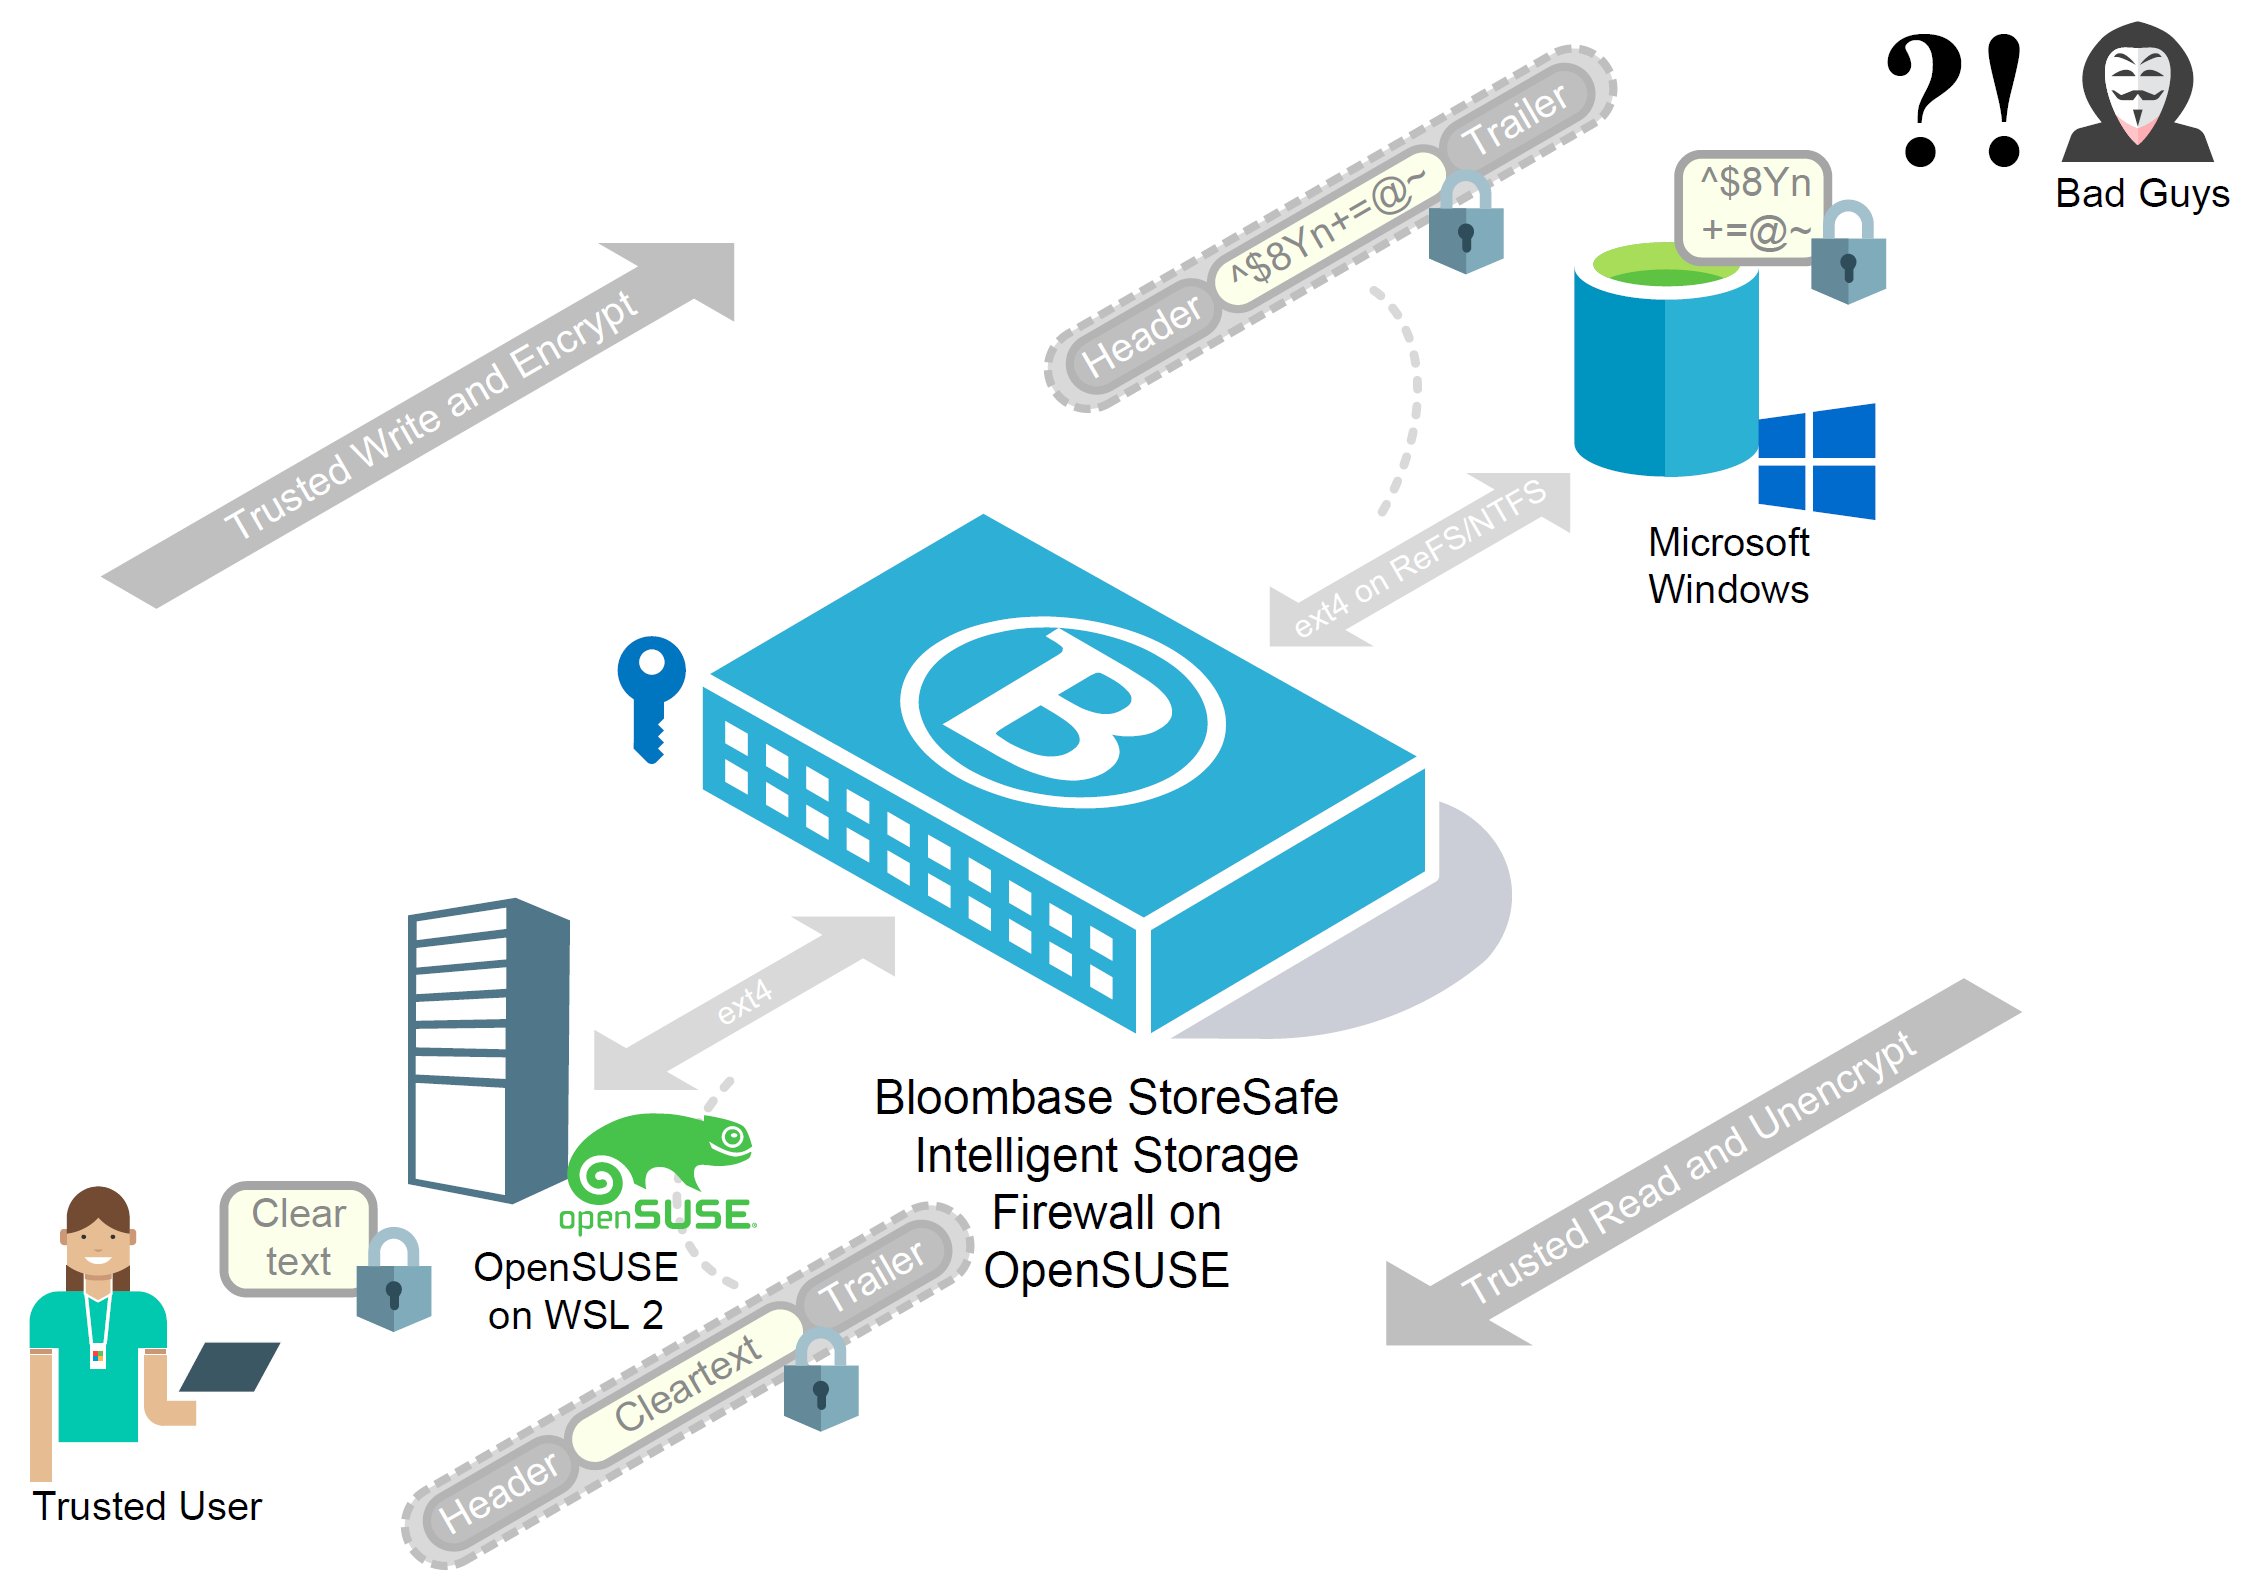 ?!
Bad Guys
Trailer
^$8Yn+=@~
Header
^$8Yn
+=@~
Trusted Write and Encrypt
ext4 on ReFS/NTFS
Microsoft
Windows
B
ext4
Bloombase StoreSafe
Intelligent Storage
Firewall on
OpenSUSE
Trusted Read and Unencrypt
openSUSE
OpenSUSE
on WSL 2
Clear
text
Trailer
Cleartext
Header
Trusted User